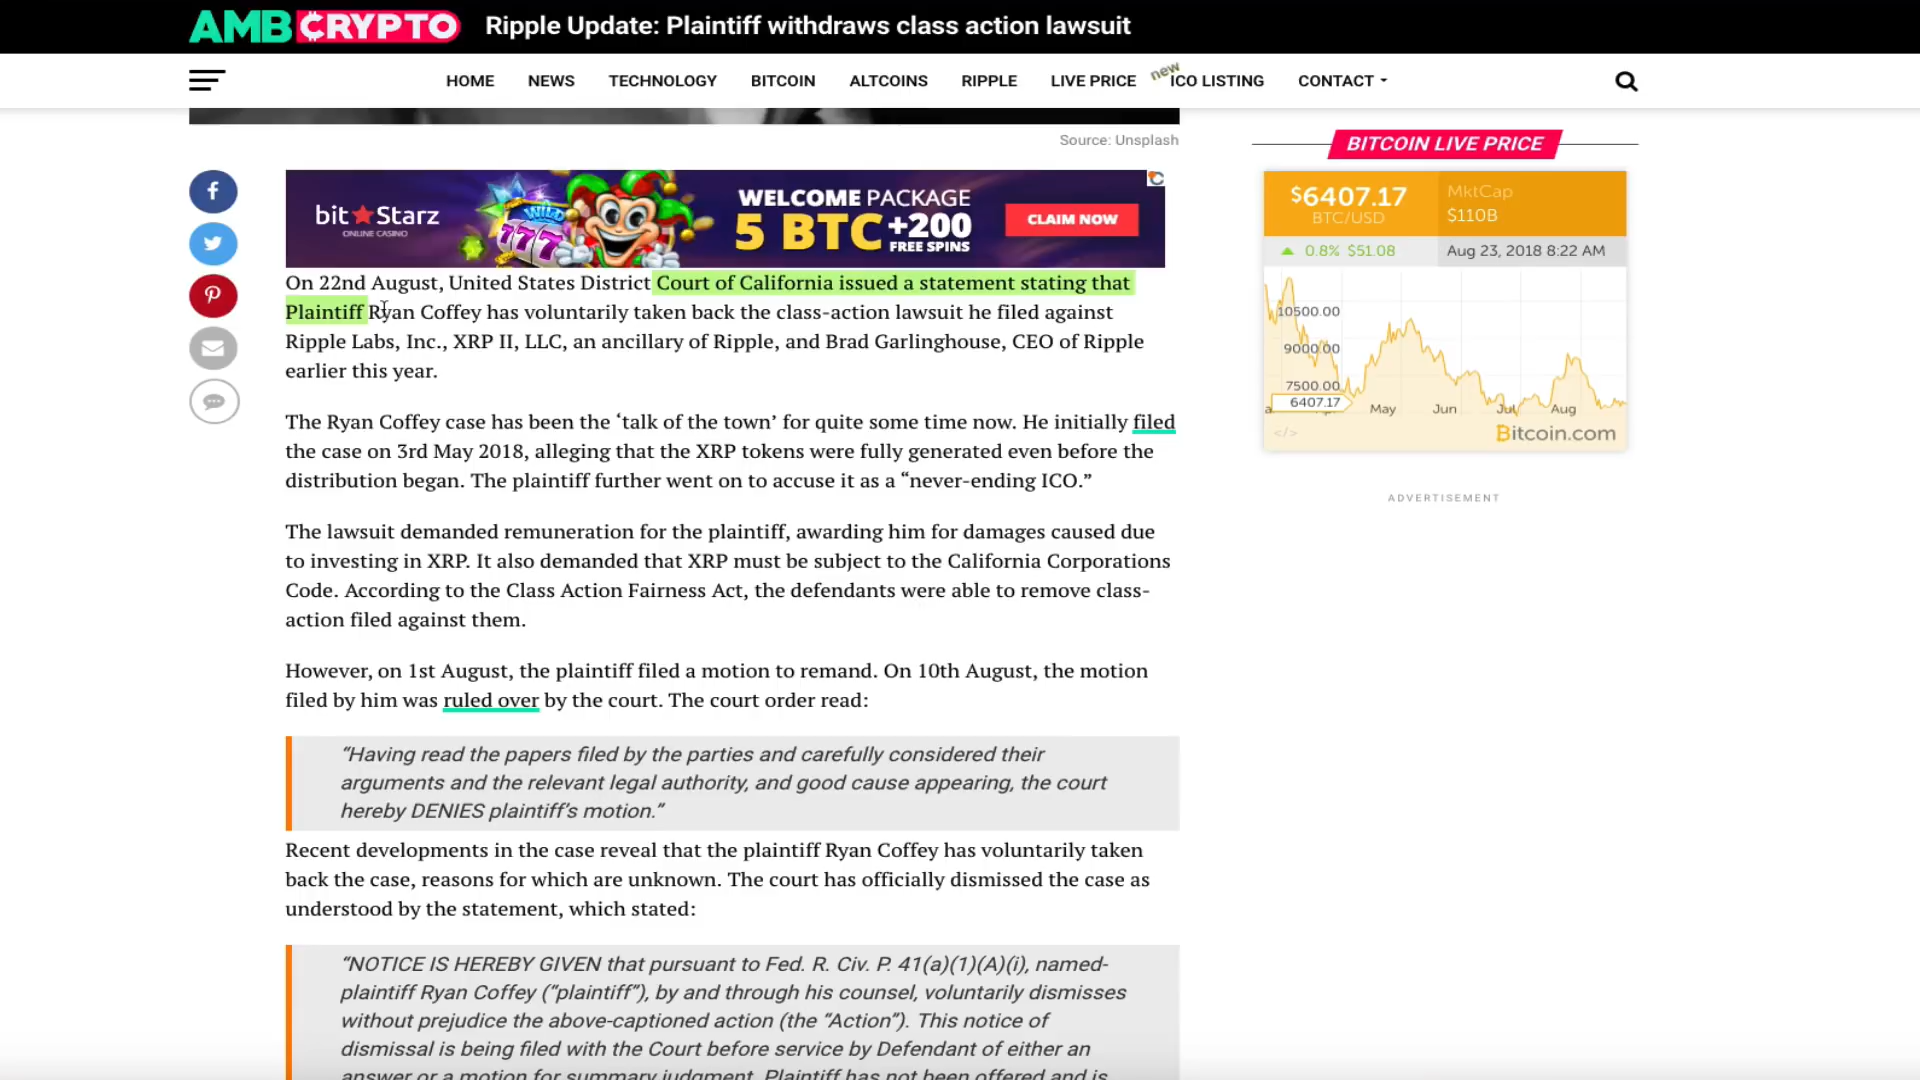 AMBCRYPTO
Ripple Update: Plaintiff withdraws class action lawsuit
HOME
NEWS
TECHNOLOGY
BITCOIN
ALTCOINS
RIPPLE
LIVE PRICE
new
ICO LISTING
CONTACT
Source: Unsplash
bit★Starz
ONLINE CASINO
WILD
777
WELCOME PACKAGE
5 BTC +200
FREE SPINS
CLAIM NOW
On 22nd August, United States District Court of California issued a statement stating that
Plaintiff Ryan Coffey has voluntarily taken back the class-action lawsuit he filed against
Ripple Labs, Inc., XRP II, LLC, an ancillary of Ripple, and Brad Garlinghouse, CEO of Ripple
earlier this year.
The Ryan Coffey case has been the ‘talk of the town’ for quite some time now. He initially filed
the case on 3rd May 2018, alleging that the XRP tokens were fully generated even before the
distribution began. The plaintiff further went on to accuse it as a “never-ending ICO.”
The lawsuit demanded remuneration for the plaintiff, awarding him for damages caused due
to investing in XRP. It also demanded that XRP must be subject to the California Corporations
Code. According to the Class Action Fairness Act, the defendants were able to remove class-
action filed against them.
However, on 1st August, the plaintiff filed a motion to remand. On 10th August, the motion
filed by him was ruled over by the court. The court order read:
“Having read the papers filed by the parties and carefully considered their
arguments and the relevant legal authority, and good cause appearing, the court
hereby DENIES plaintiff’s motion.”
Recent developments in the case reveal that the plaintiff Ryan Coffey has voluntarily taken
back the case, reasons for which are unknown. The court has officially dismissed the case as
understood by the statement, which stated:
“NOTICE IS HEREBY GIVEN that pursuant to Fed. R. Civ. P. 41(a)(1)(A)(i), named-
plaintiff Ryan Coffey (“plaintiff”), by and through his counsel, voluntarily dismisses
without prejudice the above-captioned action (the “Action”). This notice of
dismissal is being filed with the Court before service by Defendant of either an
answer or a motion for summary judgment. Plaintiff has not been offered and is
BITCOIN LIVE PRICE
$6407.17
BTC/USD
MktCap
$110B
0.8% $51.08
Aug 23, 2018 8:22 AM
10500.00
9000.00
7500.00
6407.17
May
Jun
Jul
Aug
</>
Bitcoin.com
ADVERTISEMENT